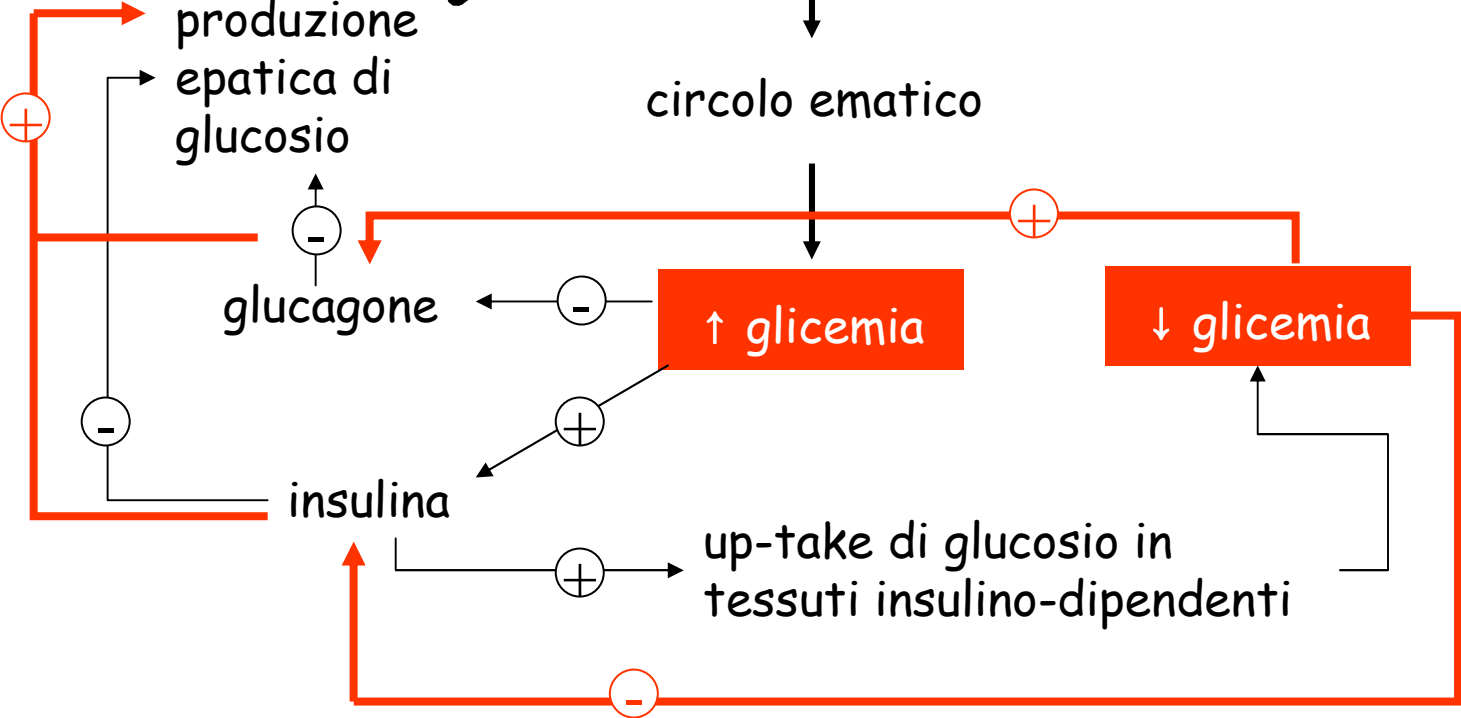 produzione
epatica di
glucosio
circolo ematico
+
+
-
glucagone
-
↑ glicemia
↓ glicemia
-
+
insulina
+
up-take di glucosio in
tessuti insulino-dipendenti
-